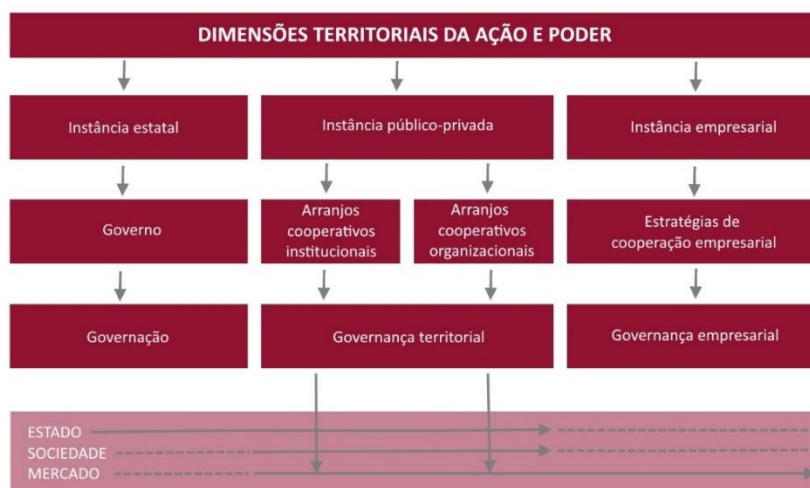 DIMENSÕES TERRITORIAIS DA AÇÃO E PODER
Instância estatal
Instância público-privada
Instância empresarial
Governo
Arranjos
cooperativos
institucionais
Arranjos
cooperativos
organizacionais
Estratégias de
cooperação empresarial
Governação
Governança territorial
Governança empresarial
ESTADO
SOCIEDADE
MERCADO